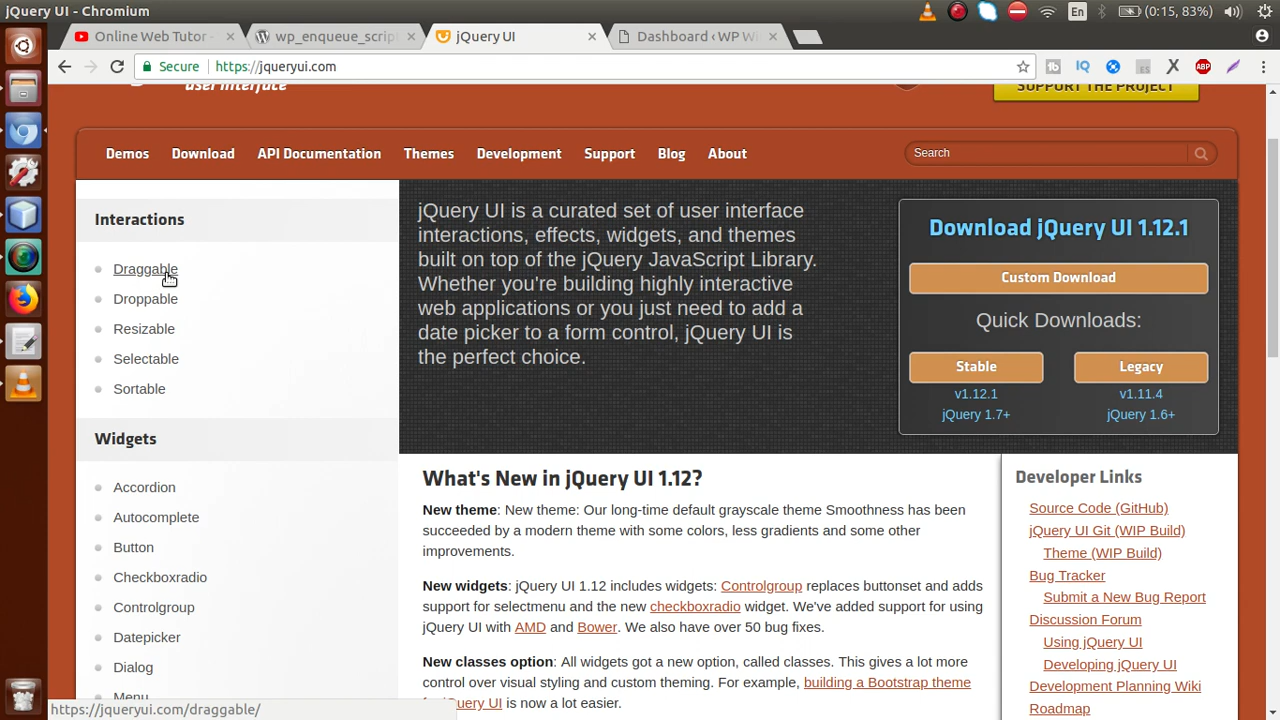 jQuery UI - Chromium
En
(0:15, 83%)
Online Web Tutor -
wp_enqueue_scrip
jQuery UI
Dashboard ‹ WP Wi
Secure
https://jqueryui.com
ABP
user interface
SUPPORT THE PROJECT
Demos
Download
API Documentation
Themes
Development
Support
Blog
About
Search
Interactions
Draggable
Droppable
Resizable
Selectable
Sortable
Widgets
Accordion
Autocomplete
Button
Checkboxradio
Controlgroup
Datepicker
Dialog
Menu
jQuery UI is a curated set of user interface
interactions, effects, widgets, and themes
built on top of the jQuery JavaScript Library.
Whether you're building highly interactive
web applications or you just need to add a
date picker to a form control, jQuery UI is
the perfect choice.
Download jQuery UI 1.12.1
Custom Download
Quick Downloads:
Stable
Legacy
v1.12.1
v1.11.4
jQuery 1.7+
jQuery 1.6+
What's New in jQuery UI 1.12?
New theme: New theme: Our long-time default grayscale theme Smoothness has been
succeeded by a modern theme with some colors, less gradients and some other
improvements.
New widgets: jQuery UI 1.12 includes widgets: Controlgroup replaces buttonset and adds
support for selectmenu and the new checkboxradio widget. We've added support for using
jQuery UI with AMD and Bower. We also have over 50 bug fixes.
New classes option: All widgets got a new option, called classes. This gives a lot more
control over visual styling and custom theming. For example, building a Bootstrap theme
jQuery UI is now a lot easier.
Developer Links
Source Code (GitHub)
jQuery UI Git (WIP Build)
Theme (WIP Build)
Bug Tracker
Submit a New Bug Report
Discussion Forum
Using jQuery UI
Developing jQuery UI
Development Planning Wiki
Roadmap
https://jqueryui.com/draggable/